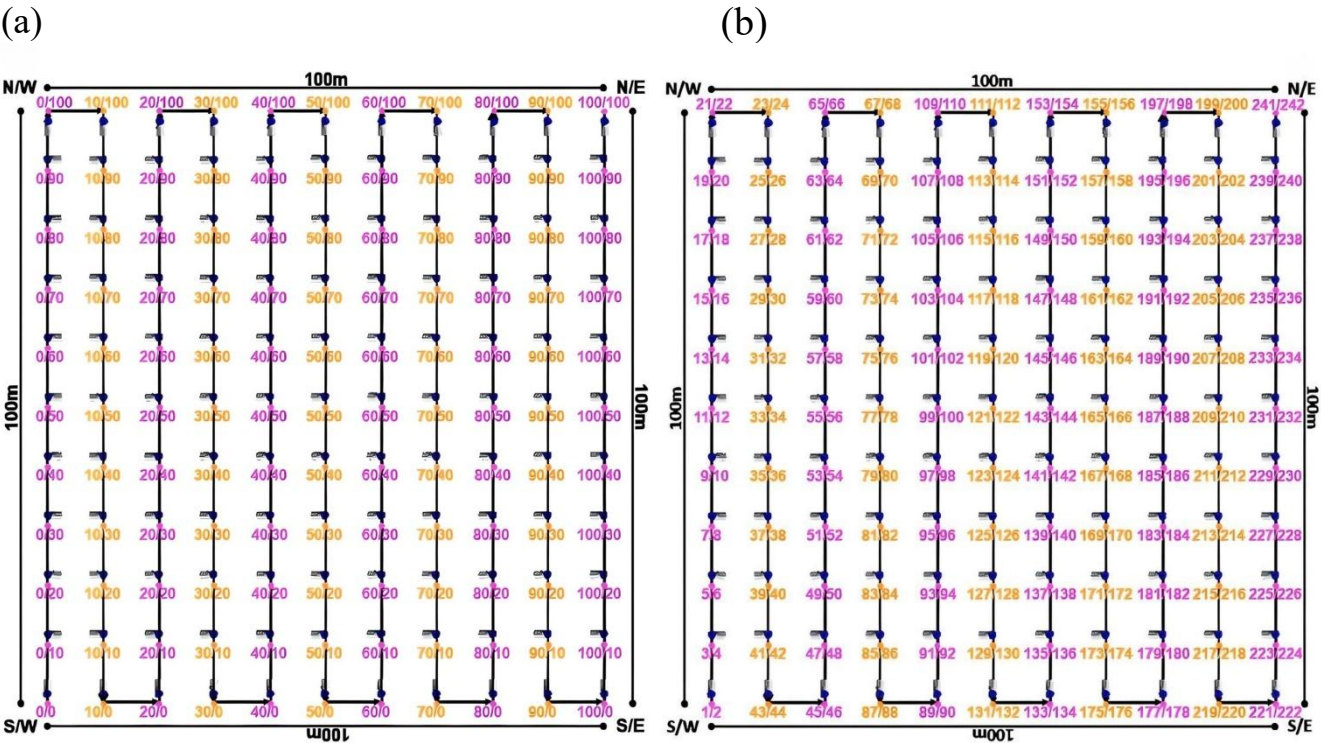 (a)
(b)
100m
100m
N/W
N/E
N/W
N/E
0/100 10/100 20/100 30/100 40/100 50/100 60/100 70/100 80/100 90/100 100/100
21/22 23/24 65/66 67/68 109/110 111/112 153/154 155/156 197/198 199/200 241/242
0/90 10/90 20/90 30/90 40/90 50/90 60/90 70/90 80/90 90/90 100/90
19/20 25/26 63/64 69/70 107/108 113/114 151/152 157/158 195/196 201/202 239/240
0/80 10/80 20/80 30/80 40/80 50/80 60/80 70/80 80/80 90/80 100/80
17/18 27/28 61/62 71/72 105/106 115/116 149/150 159/160 193/194 203/204 237/238
0/70 10/70 20/70 30/70 40/70 50/70 60/70 70/70 80/70 90/70 100/70
15/16 29/30 59/60 73/74 103/104 117/118 147/148 161/162 191/192 205/206 235/236
0/60 10/60 20/60 30/60 40/60 50/60 60/60 70/60 80/60 90/60 100/60
13/14 31/32 57/58 75/76 101/102 119/120 145/146 163/164 189/190 207/208 233/234
100m
100m
100m
100m
0/50 10/50 20/50 30/50 40/50 50/50 60/50 70/50 80/50 90/50 100/50
11/12 33/34 55/56 77/78 99/100 121/122 143/144 165/166 187/188 209/210 231/232
0/40 10/40 20/40 30/40 40/40 50/40 60/40 70/40 80/40 90/40 100/40
9/10 35/36 53/54 79/80 97/98 123/124 141/142 167/168 185/186 211/212 229/230
0/30 10/30 20/30 30/30 40/30 50/30 60/30 70/30 80/30 90/30 100/30
7/8 37/38 51/52 81/82 95/96 125/126 139/140 169/170 183/184 213/214 227/228
0/20 10/20 20/20 30/20 40/20 50/20 60/20 70/20 80/20 90/20 100/20
5/6 39/40 49/50 83/84 93/94 127/128 137/138 171/172 181/182 215/216 225/226
0/10 10/10 20/10 30/10 40/10 50/10 60/10 70/10 80/10 90/10 100/10
3/4 41/42 47/48 85/86 91/92 129/130 135/136 173/174 179/180 217/218 223/224
0/0 10/0 20/0 30/0 40/0 50/0 60/0 70/0 80/0 90/0 100/0
1/2 43/44 45/46 87/88 89/90 131/132 133/134 175/176 177/178 219/220 221/222
S/W
S/E
S/W
S/E
100m
100m